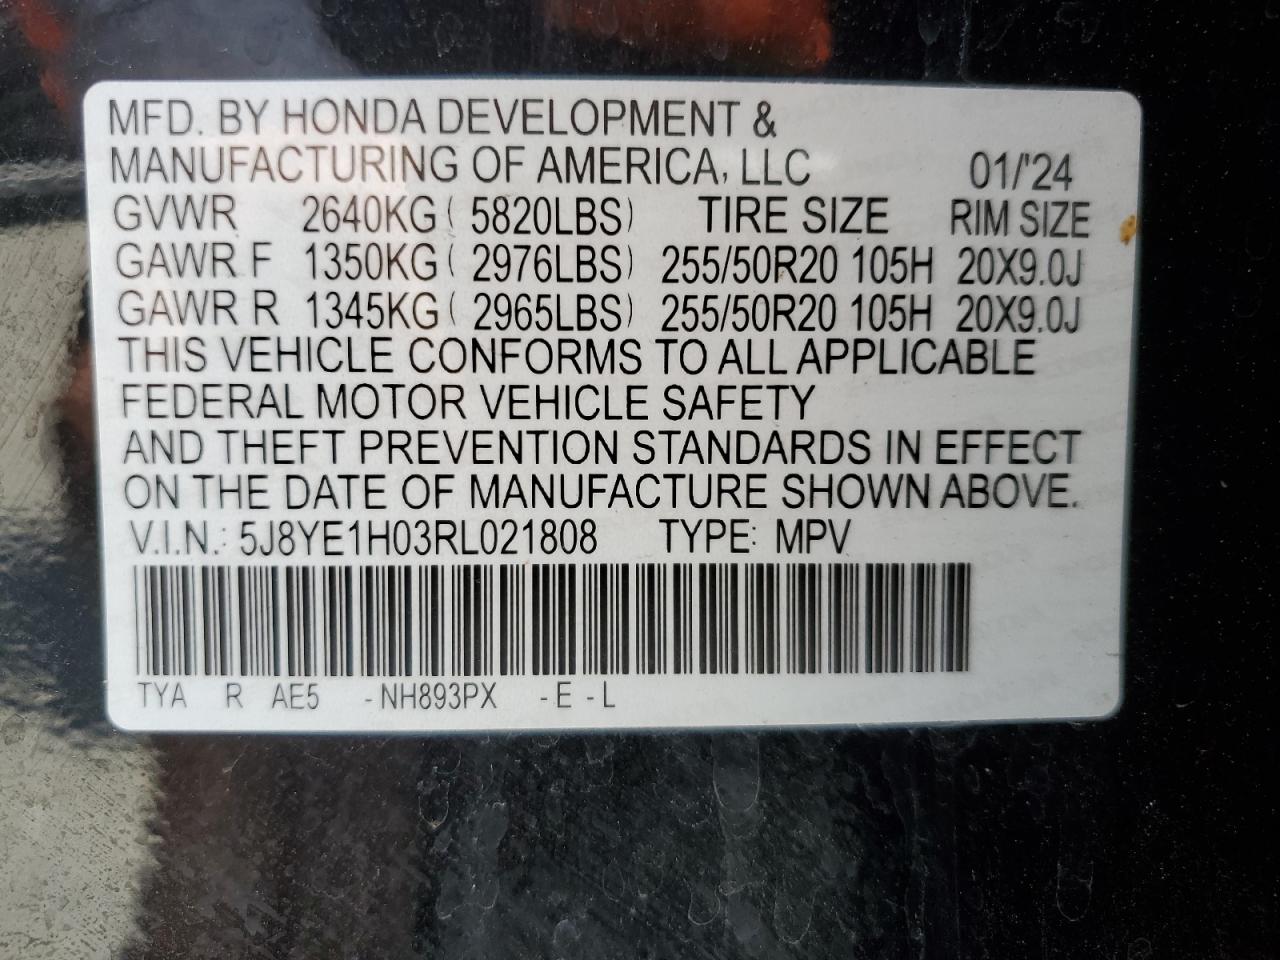 MFD. BY HONDA DEVELOPMENT &
MANUFACTURING OF AMERICA, LLC 01/'24
GVWR 2640KG ( 5820LBS) TIRE SIZE RIM SIZE
GAWR F 1350KG ( 2976LBS) 255/50R20 105H 20X9.0J
GAWR R 1345KG ( 2965LBS) 255/50R20 105H 20X9.0J
THIS VEHICLE CONFORMS TO ALL APPLICABLE
FEDERAL MOTOR VEHICLE SAFETY
AND THEFT PREVENTION STANDARDS IN EFFECT
ON THE DATE OF MANUFACTURE SHOWN ABOVE.
V.I.N.: 5J8YE1H03RL021808 TYPE: MPV
TYA R AE5 -NH893PX -E -L